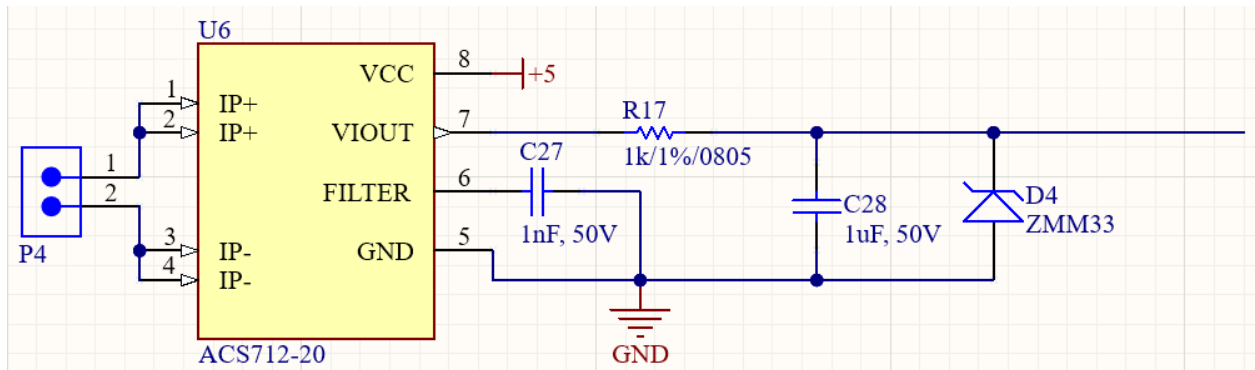 U6
VCC
8
+5
1
IP+
2
IP+
VIOUT
7
R17
1k/1%/0805
1
2
P4
C27
FILTER
6
1nF, 50V
C28
1uF, 50V
D4
ZMM33
3
IP-
4
IP-
GND
5
GND
ACS712-20